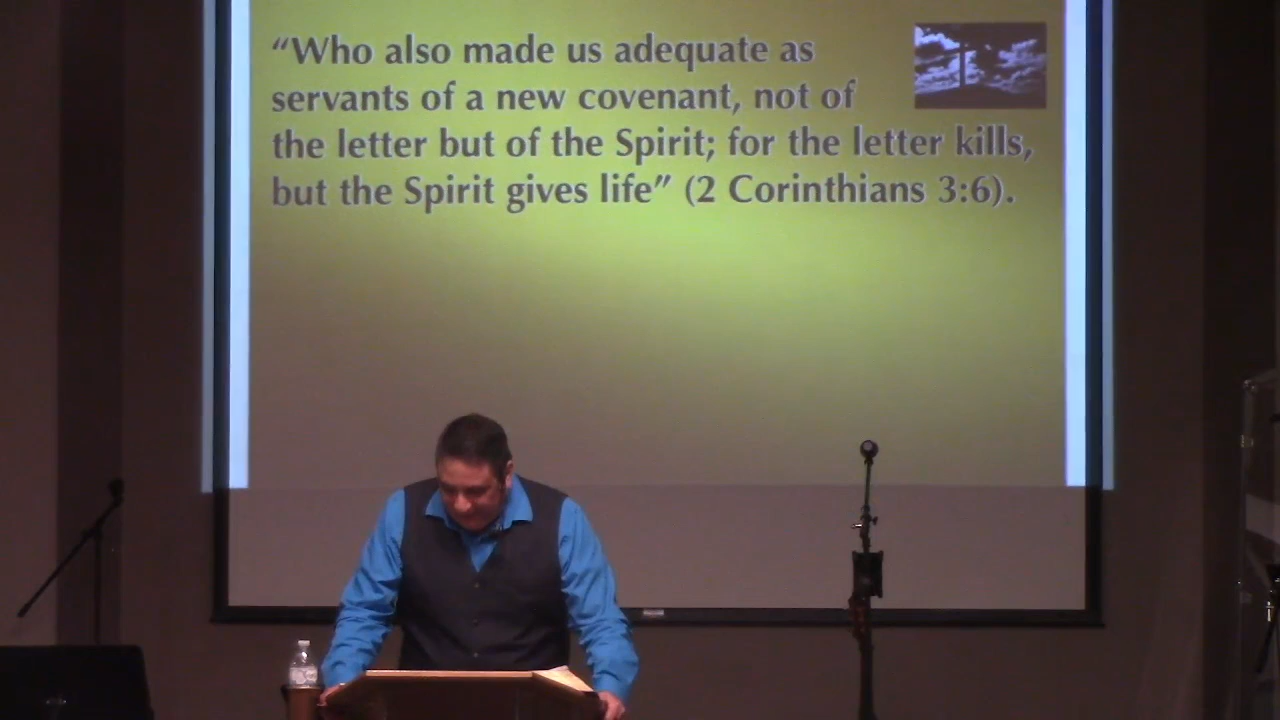 “Who also made us adequate as
servants of a new covenant, not of
the letter but of the Spirit; for the letter kills,
but the Spirit gives life” (2 Corinthians 3:6).